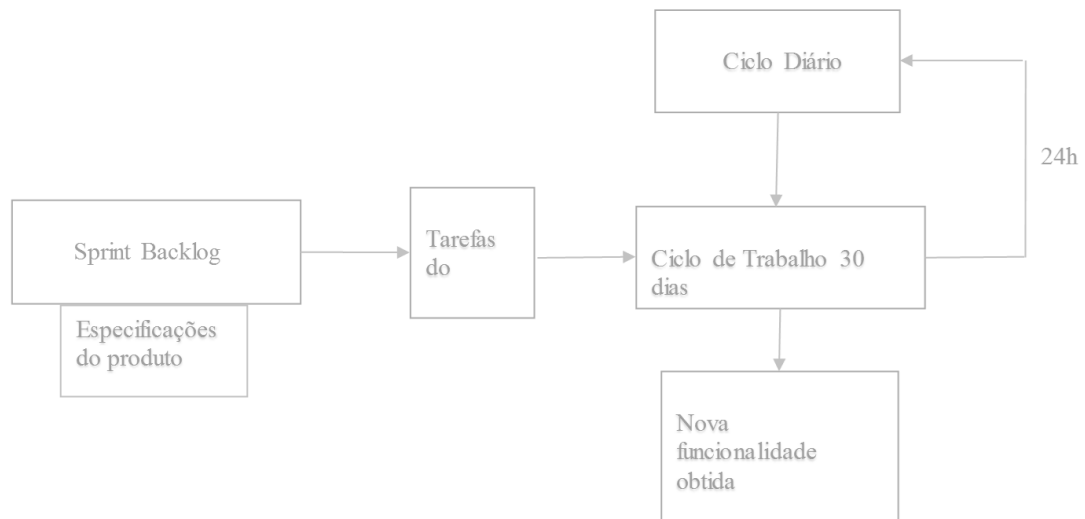 Ciclo Diário
24h
Sprint Backlog
Tarefas
do
Ciclo de Trabalho 30
dias
Especificações
do produto
Nova
funcionalidade
obtida